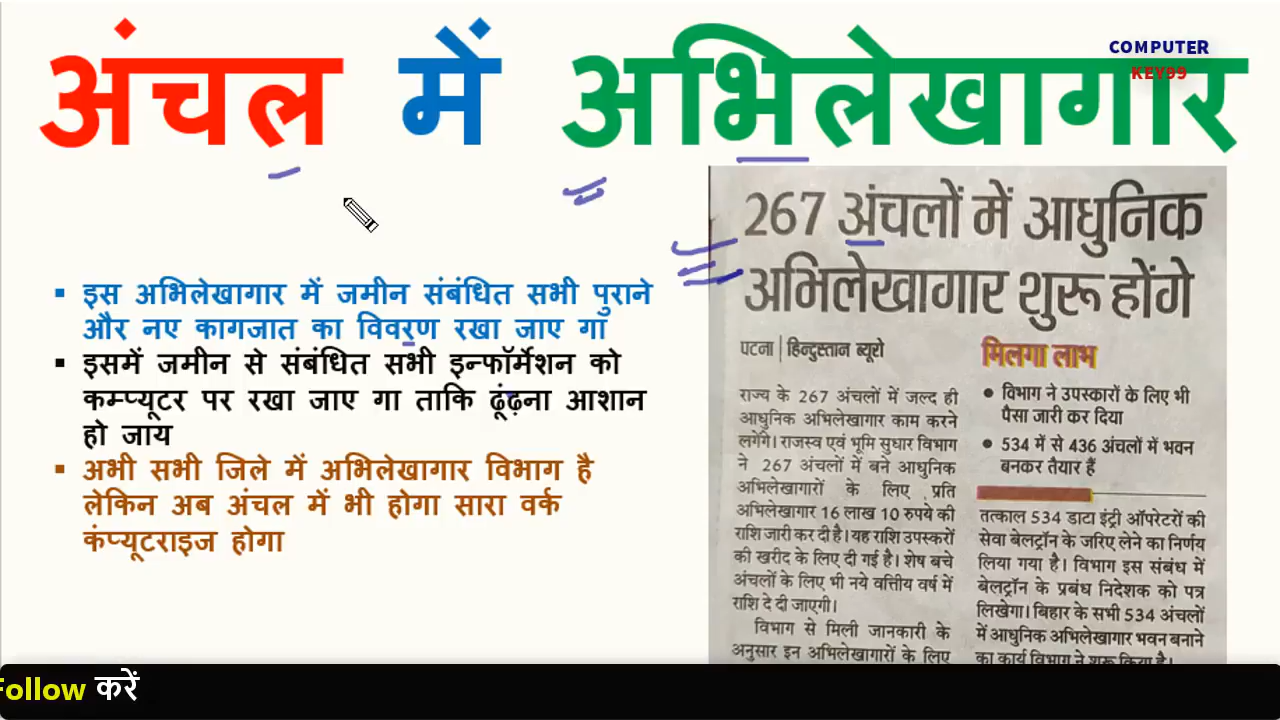 अंचल में अभिलेखागार
COMPUTER
KEY99
इस अभिलेखागार में जमीन संबंधित सभी पुराने
और नए कागजात का विवरण रखा जाए गा
इसमें जमीन से संबंधित सभी इन्फॉर्मेशन को
कम्प्यूटर पर रखा जाए गा ताकि ढूंढ़ना आशान
हो जाय
अभी सभी जिले में अभिलेखागार विभाग है
लेकिन अब अंचल में भी होगा सारा वर्क
कंप्यूटराइज होगा
267 अंचलों में आधुनिक
अभिलेखागार शुरू होंगे
पटना | हिन्दुस्तान ब्यूरो
राज्य के 267 अंचलों में जल्द ही
आधुनिक अभिलेखागार काम करने
लगेंगे। राजस्व एवं भूमि सुधार विभाग
ने 267 अंचलों में बने आधुनिक
अभिलेखागारों के लिए प्रति
अभिलेखागार 16 लाख 10 रुपये की
राशि जारी कर दी है। यह राशि उपस्करों
की खरीद के लिए दी गई है। शेष बचे
अंचलों के लिए भी नये वत्तीय वर्ष में
राशि दे दी जाएगी।
विभाग से मिली जानकारी के
अनुसार इन अभिलेखागारों के लिए
मिलगा लाभ
विभाग ने उपस्कारों के लिए भी
पैसा जारी कर दिया
534 में से 436 अंचलों में भवन
बनकर तैयार हैं
तत्काल 534 डाटा इंट्री ऑपरेटरों की
सेवा बेलट्रॉन के जरिए लेने का निर्णय
लिया गया है। विभाग इस संबंध में
बेलट्रॉन के प्रबंध निदेशक को पत्र
लिखेगा। बिहार के सभी 534 अंचलों
में आधुनिक अभिलेखागार भवन बनाने
का कार्य विभाग ने शुरू किया है।
Follow करें